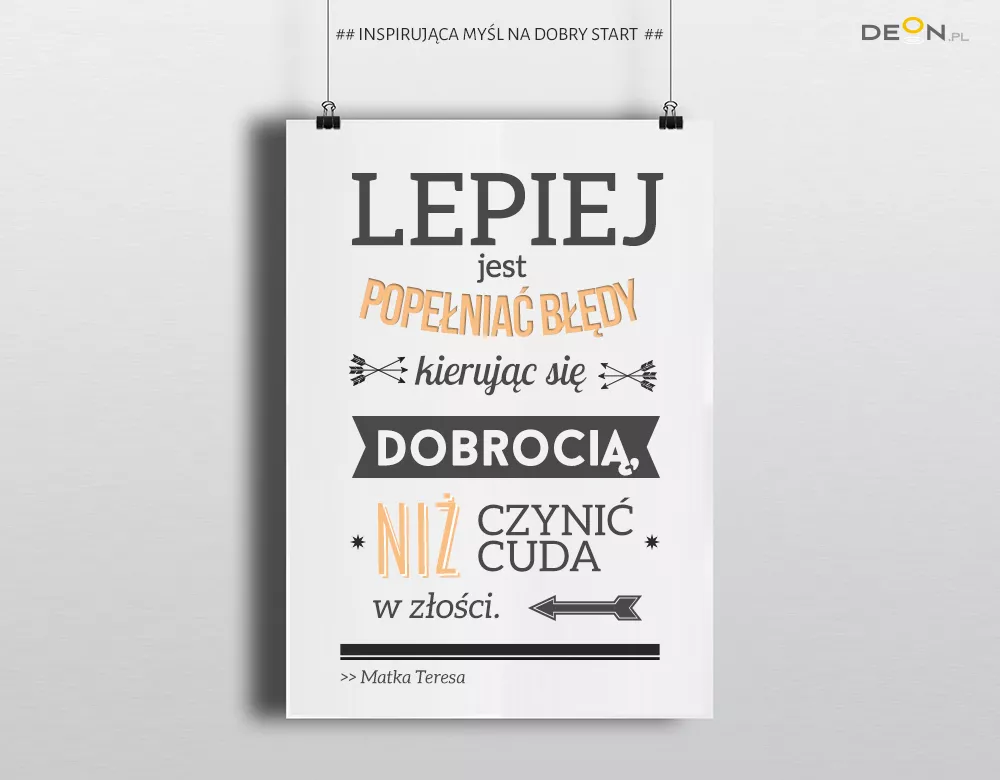 ## INSPIRUJĄCA MYŚL NA DOBRY START ##
DEON.PL
LEPIEJ
jest
POPEŁNIAĆ BŁĘDY
kierując się
DOBROCIĄ,
NIŻ CZYNIĆ
CUDA
w złości.
>> Matka Teresa